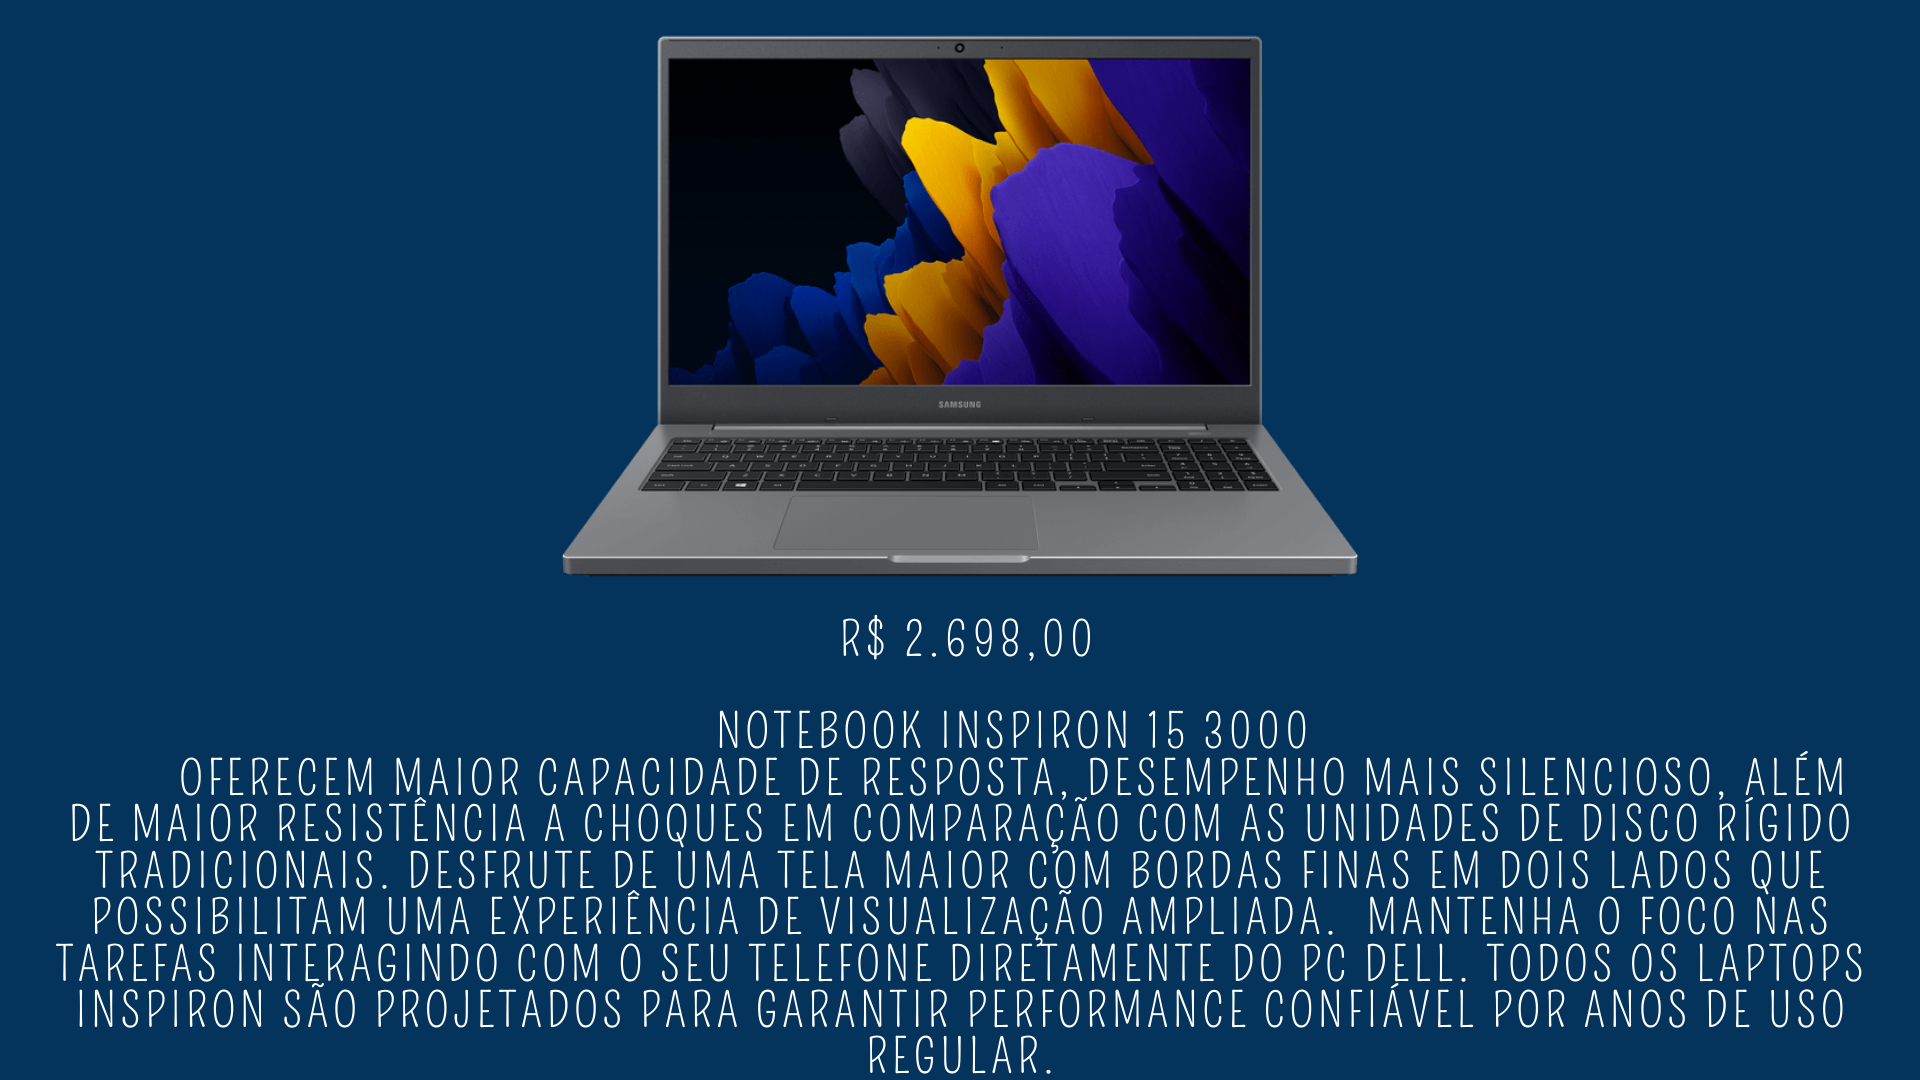 SAMSUNG
R$ 2.698,00
NOTEBOOK INSPIRON 15 3000
OFERECEM MAIOR CAPACIDADE DE RESPOSTA, DESEMPENHO MAIS SILENCIOSO, ALÉM
DE MAIOR RESISTÊNCIA A CHOQUES EM COMPARAÇÃO COM AS UNIDADES DE DISCO RÍGIDO
TRADICIONAIS. DESFRUTE DE UMA TELA MAIOR COM BORDAS FINAS EM DOIS LADOS QUE
POSSIBILITAM UMA EXPERIÊNCIA DE VISUALIZAÇÃO AMPLIADA. MANTENHA O FOCO NAS
TAREFAS INTERAGINDO COM O SEU TELEFONE DIRETAMENTE DO PC DELL. TODOS OS LAPTOPS
INSPIRON SÃO PROJETADOS PARA GARANTIR PERFORMANCE CONFIÁVEL POR ANOS DE USO
REGULAR.